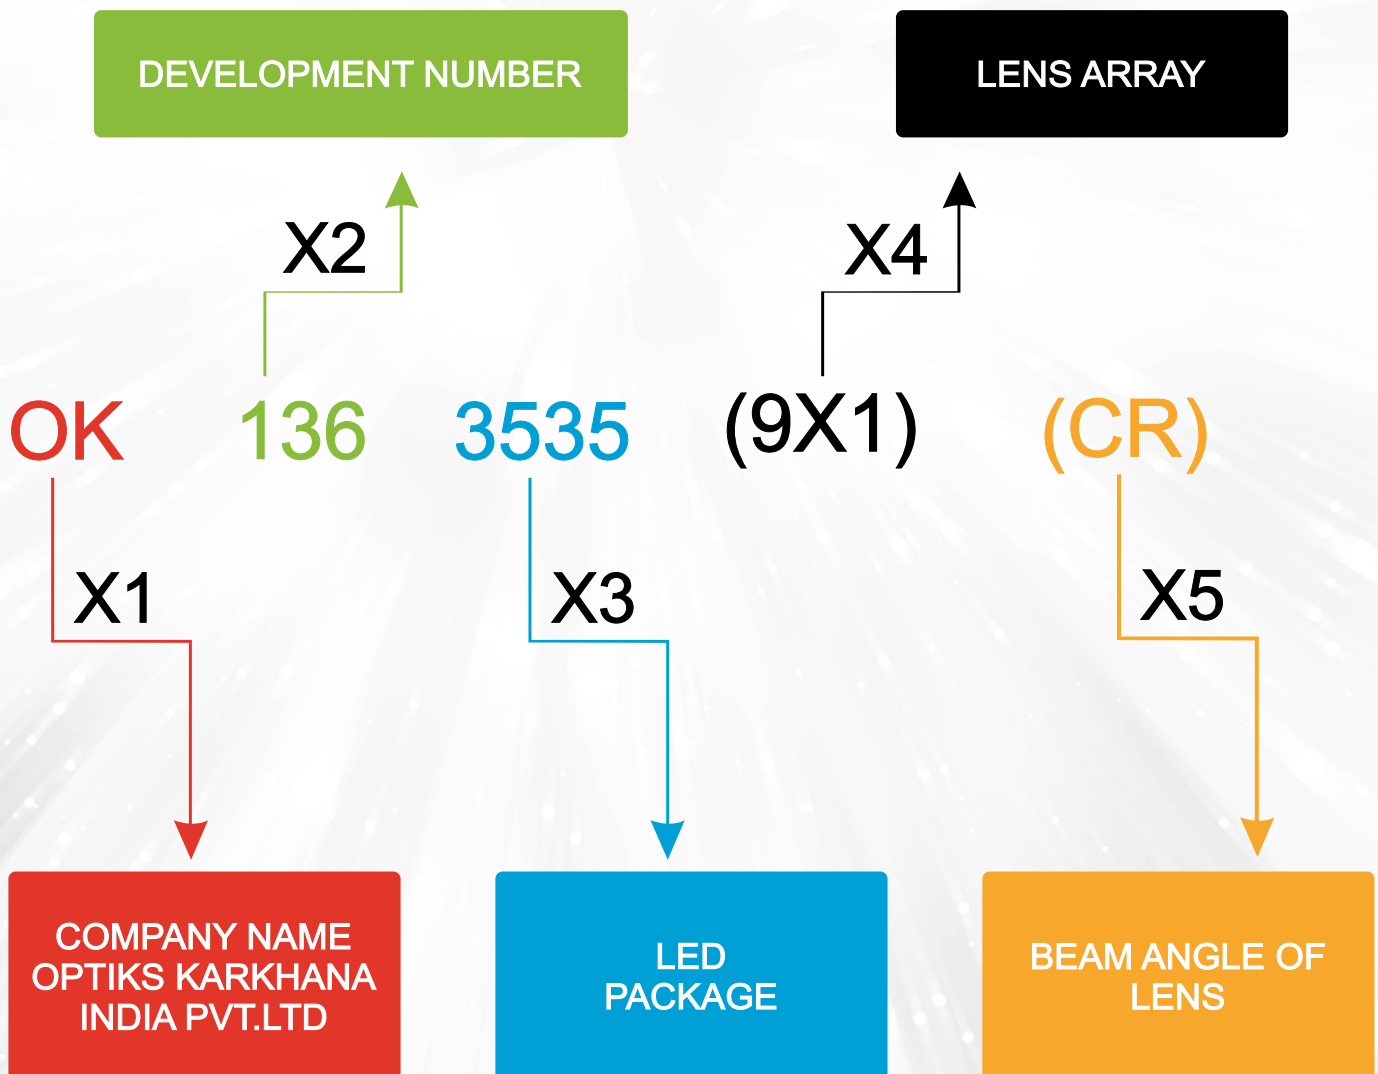 DEVELOPMENT NUMBER
LENS ARRAY
X2
X4
OK 136 3535 (9X1) (CR)
X1
X3
X5
COMPANY NAME
OPTIKS KARKHANA
INDIA PVT.LTD
LED
PACKAGE
BEAM ANGLE OF
LENS